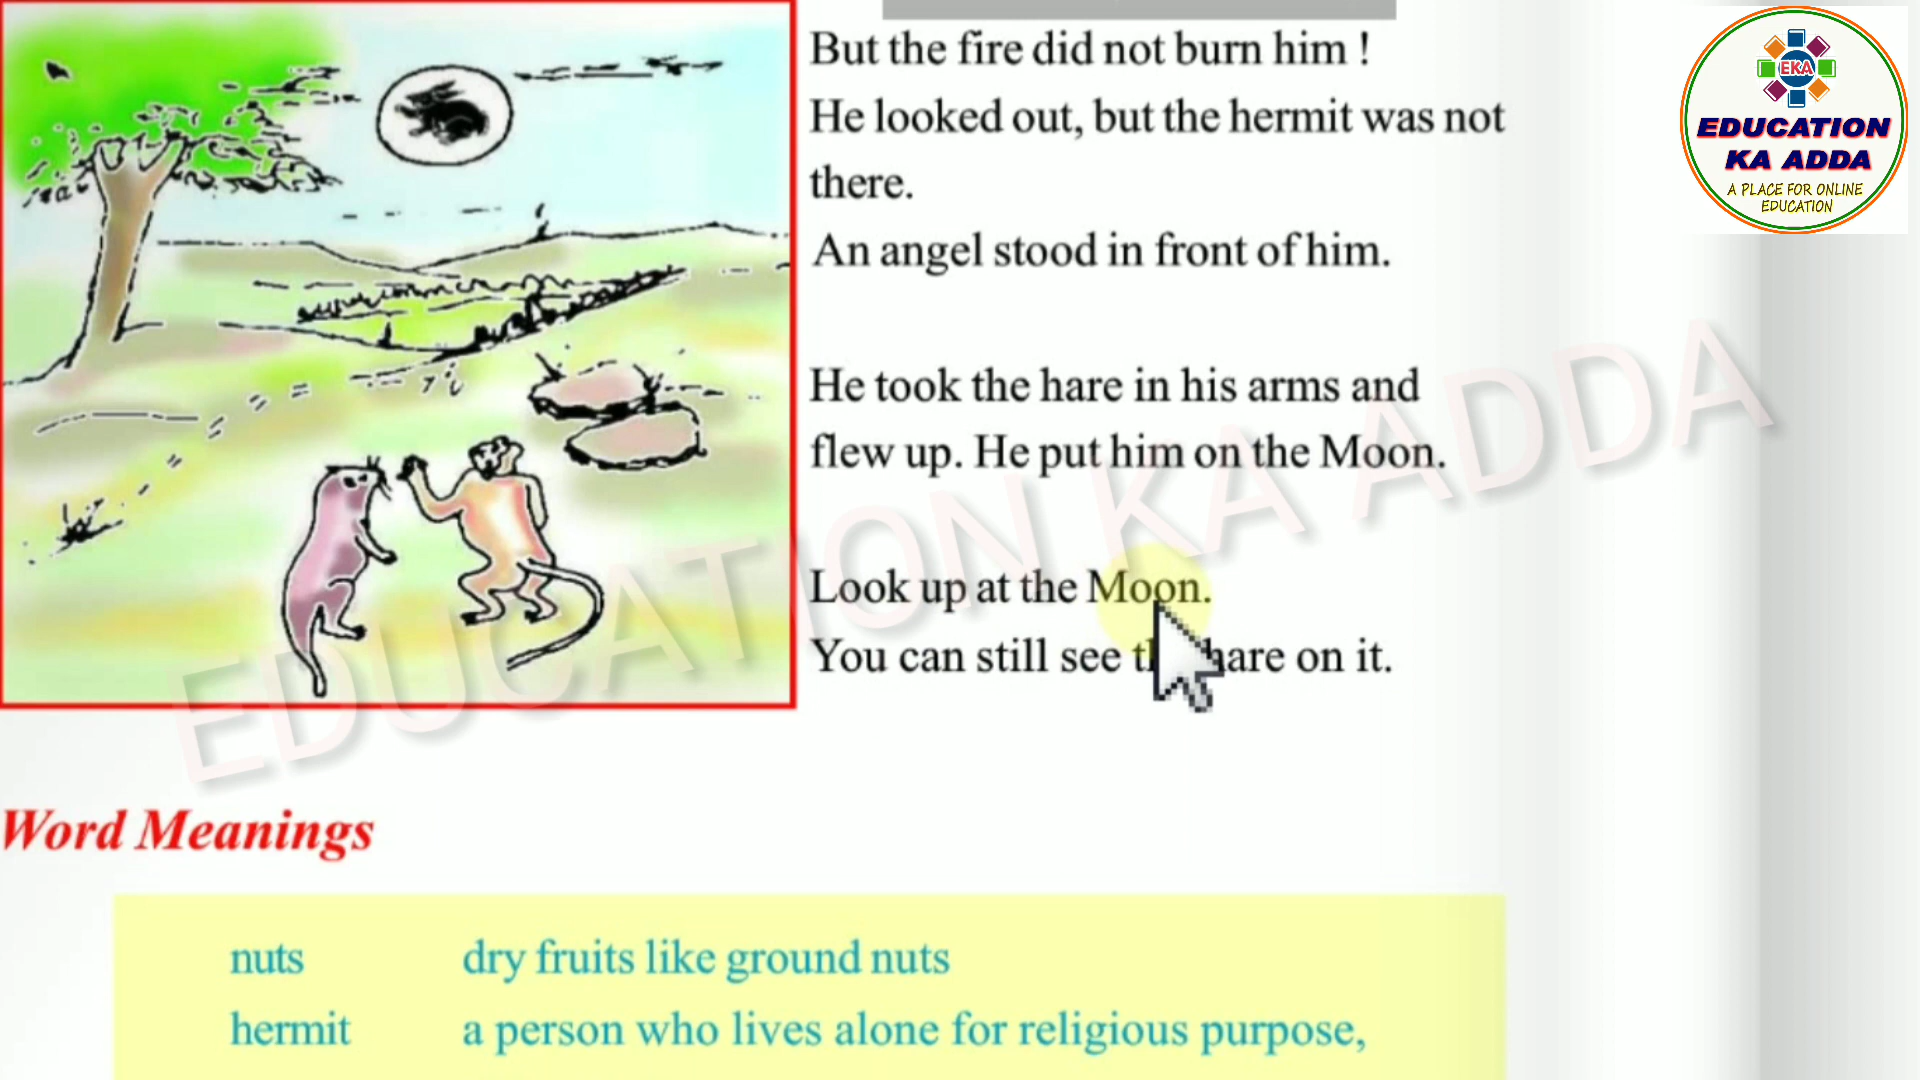 But the fire did not burn him !
He looked out, but the hermit was not
there.
An angel stood in front of him.
He took the hare in his arms and
flew up. He put him on the Moon.
Look up at the Moon.
You can still see hare on it.
Word Meanings
nuts dry fruits like ground nuts
hermit a person who lives alone for religious purpose,
EKA
EDUCATION
KA ADDA
A PLACE FOR ONLINE
EDUCATION
EDUCATION KA ADDA